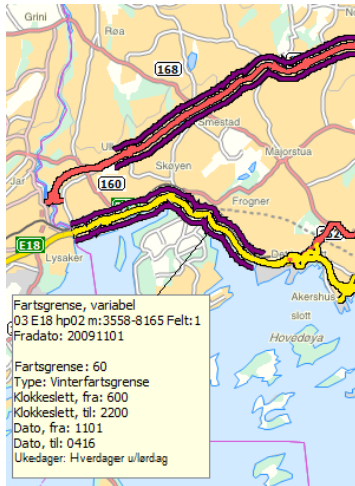 Grini
Røa
168
Ull
Smestad
Majorstua
Jar
Skøyen
160
Frogner
E18
Lysaker
Akershus
slott
Hovedøya
Fartsgrense, variabel
03 E18 hp02 m:3558-8165 Felt:1
Fradato: 20091101
Fartsgrense: 60
Type: Vinterfartsgrense
Klokkeslett, fra: 600
Klokkeslett, til: 2200
Dato, fra: 1101
Dato, til: 0416
Ukedager: Hverdager u/lørdag